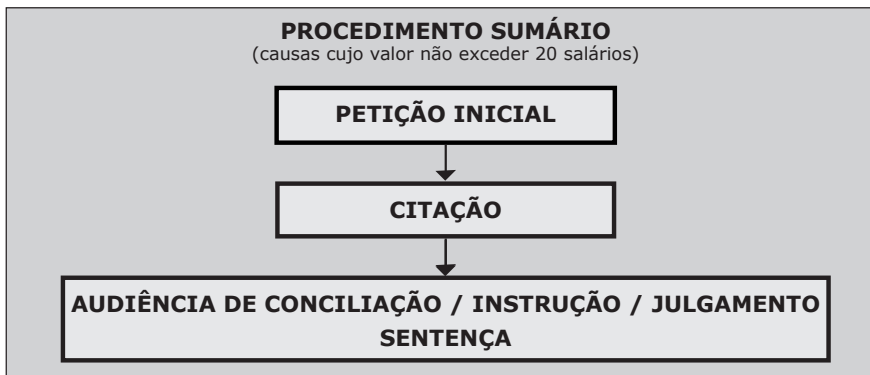 PROCEDIMENTO SUMÁRIO
(causas cujo valor não exceder 20 salários)
PETIÇÃO INICIAL
CITAÇÃO
AUDIÊNCIA DE CONCILIAÇÃO / INSTRUÇÃO / JULGAMENTO
SENTENÇA